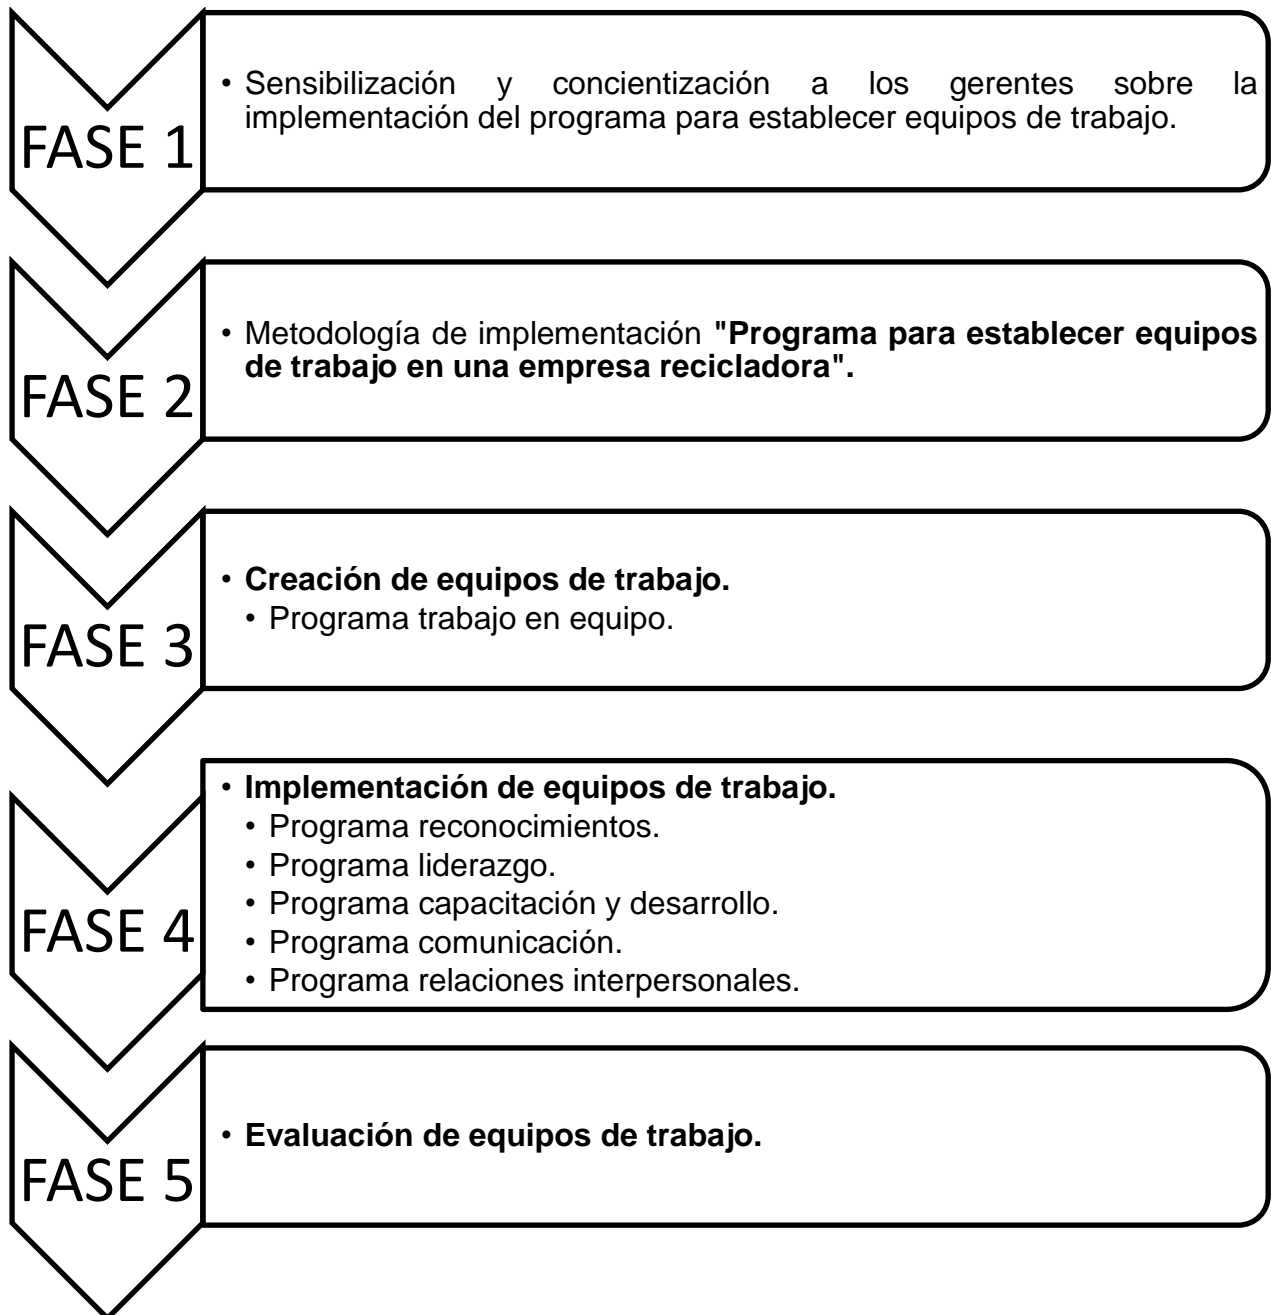 FASE 1
• Sensibilización y concientización a los gerentes sobre la
implementación del programa para establecer equipos de trabajo.
FASE 2
• Metodología de implementación "Programa para establecer equipos
de trabajo en una empresa recicladora".
FASE 3
• Creación de equipos de trabajo.
• Programa trabajo en equipo.
FASE 4
• Implementación de equipos de trabajo.
• Programa reconocimientos.
• Programa liderazgo.
• Programa capacitación y desarrollo.
• Programa comunicación.
• Programa relaciones interpersonales.
FASE 5
• Evaluación de equipos de trabajo.